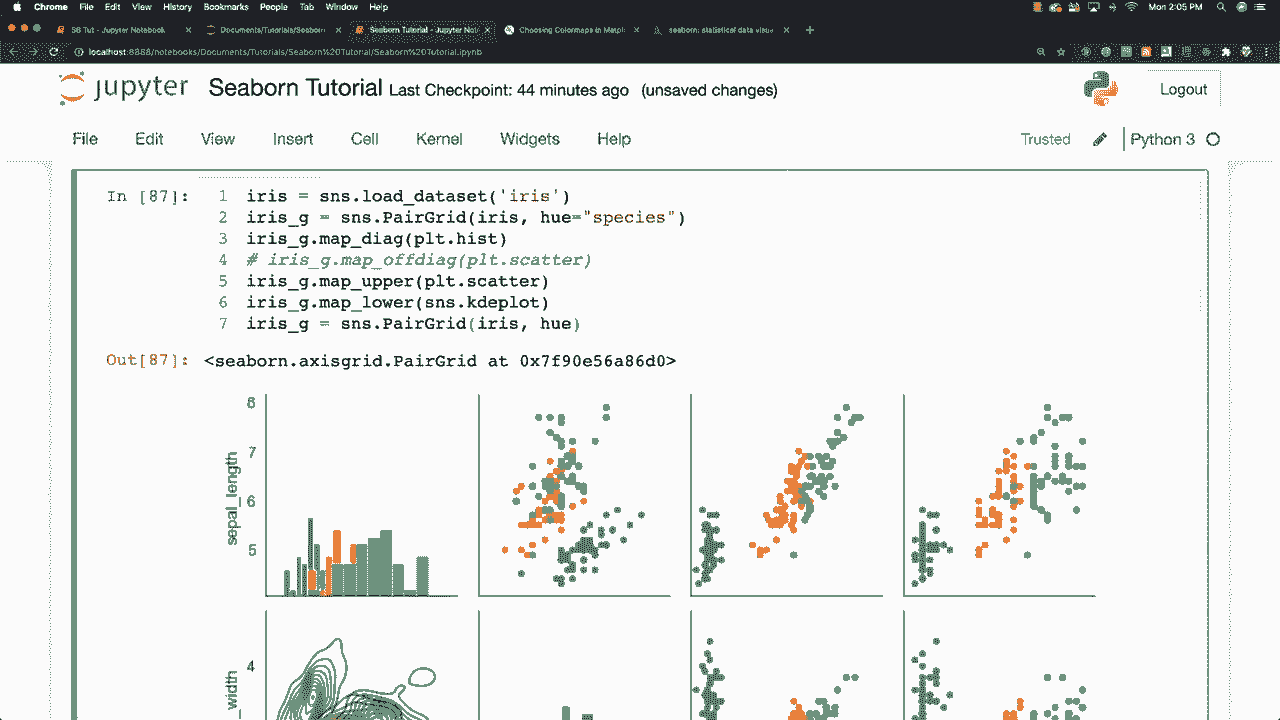 Chrome File Edit View History Bookmarks People Tab Window Help Mon 2:05 PM
S6 Tut - Jupyter Notebook Documents/Tutorials/Seaborn Seaborn Tutorial - Jupyter Not Choosing Colormaps in Matpl seaborn: statistical data visua
localhost:8888/notebooks/Documents/Tutorials/Seaborn%20Tutorial/Seaborn%20Tutorial.ipynb
jupyter Seaborn Tutorial Last Checkpoint: 44 minutes ago (unsaved changes) Logout
File Edit View Insert Cell Kernel Widgets Help Trusted Python 3
In [87]: 1 iris = sns.load_dataset('iris')
2 iris_g = sns.PairGrid(iris, hue="species")
3 iris_g.map_diag(plt.hist)
4 # iris_g.map_offdiag(plt.scatter)
5 iris_g.map_upper(plt.scatter)
6 iris_g.map_lower(sns.kdeplot)
7 iris_g = sns.PairGrid(iris, hue)
Out[87]: <seaborn.axisgrid.PairGrid at 0x7f90e56a86d0>
8
7
6
5
sepal_length
4
_width